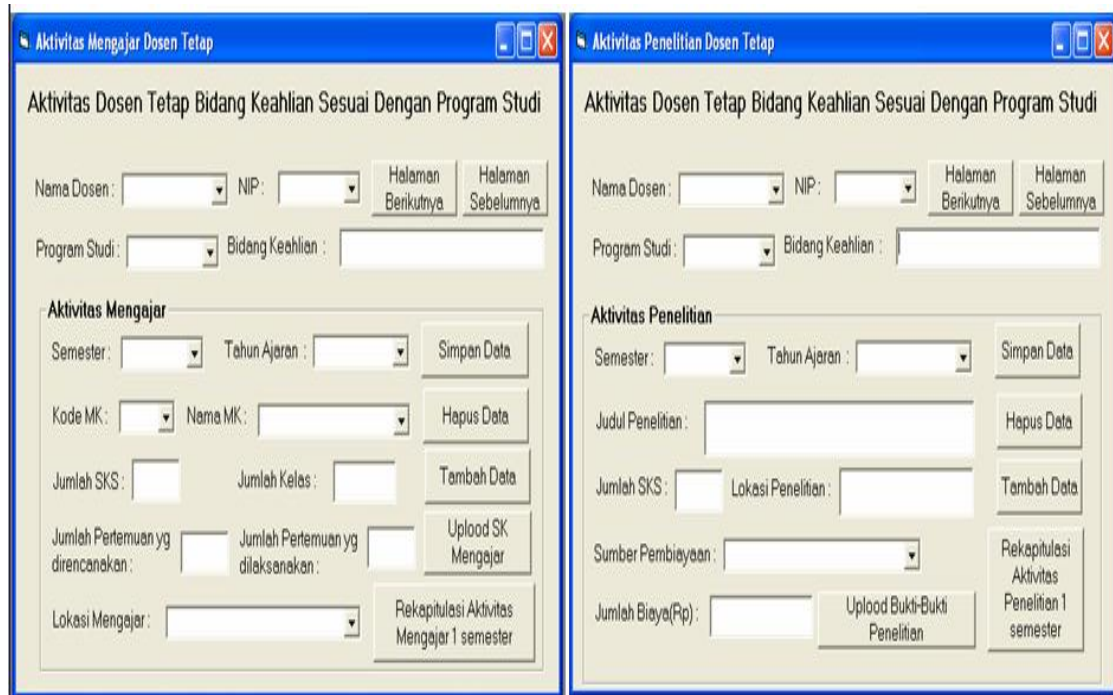 Aktivitas Mengajar Dosen Tetap
Aktivitas Dosen Tetap Bidang Keahlian Sesuai Dengan Program Studi
Nama Dosen : NIP : Halaman Berikutnya Halaman Sebelumnya
Program Studi : Bidang Keahlian :
Aktivitas Mengajar
Semester : Tahun Ajaran : Simpan Data
Kode MK : Nama MK : Hapus Data
Jumlah SKS : Jumlah Kelas : Tambah Data
Jumlah Pertemuan yg direncanakan : Jumlah Pertemuan yg dilaksanakan : Uplood SK Mengajar
Lokasi Mengajar : Rekapitulasi Aktivitas Mengajar 1 semester
Aktivitas Penelitian Dosen Tetap
Aktivitas Dosen Tetap Bidang Keahlian Sesuai Dengan Program Studi
Nama Dosen : NIP : Halaman Berikutnya Halaman Sebelumnya
Program Studi : Bidang Keahlian :
Aktivitas Penelitian
Semester : Tahun Ajaran : Simpan Data
Judul Penelitian : Hapus Data
Jumlah SKS : Lokasi Penelitian : Tambah Data
Sumber Pembiayaan : Rekapitulasi Aktivitas Penelitian 1 semester
Jumlah Biaya(Rp) : Uplood Bukti-Bukti Penelitian